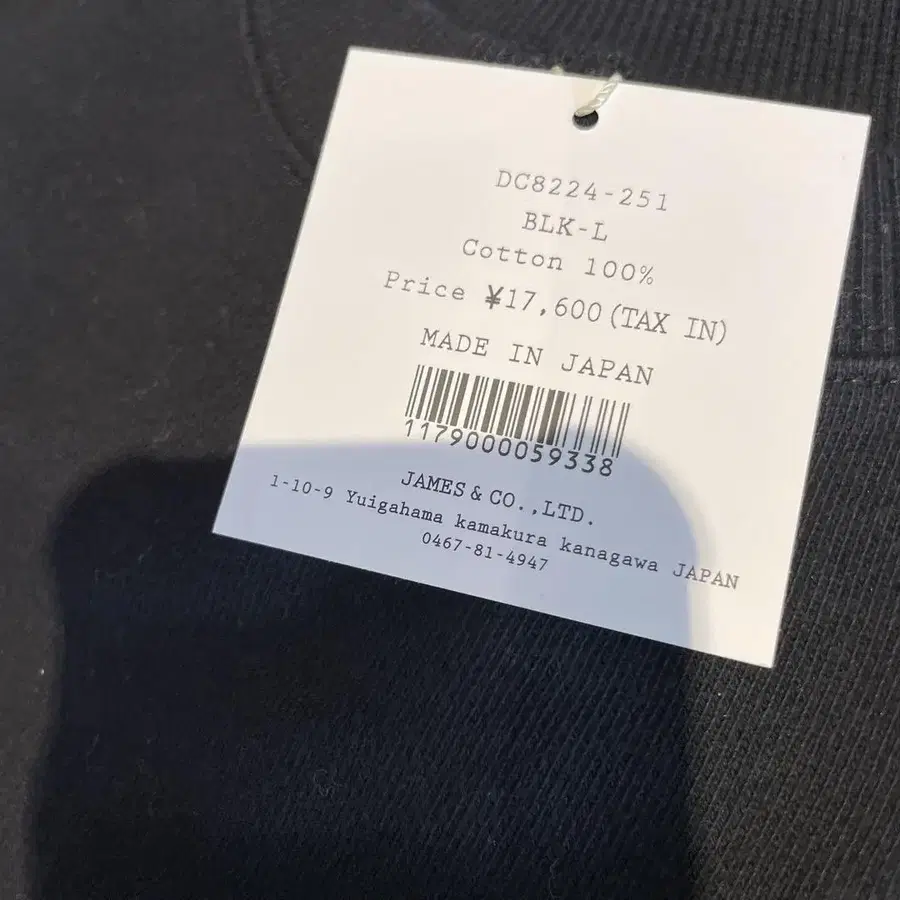 DC8224-251
BLK-L
Cotton 100%
Price ¥17,600(TAX IN)
MADE IN JAPAN
1179000059338
JAMES & CO.,LTD.
1-10-9 Yuigahama kamakura kanagawa JAPAN
0467-81-4947